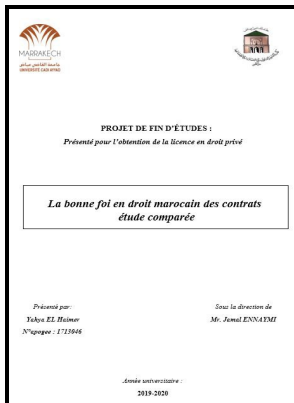 MARRAKECH
UNIVERSITÉ CADI AYYAD
PROJET DE FIN D'ÉTUDES :
Présenté pour l'obtention de la licence en droit privé
La bonne foi en droit marocain des contrats
étude comparée
Présenté par:
Yahya EL Haimer
N°apogee : 1713046
Sous la direction de
Mr. Jamal ENNAYMI
Année universitaire :
2019-2020